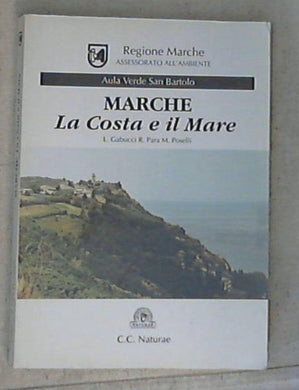 Regione Marche
ASSESSORATO ALL'AMBIENTE
Aula Verde San Bartolo
MARCHE
La Costa e il Mare
L. Gabucci R. Para M. Poselli
C.C. Naturae